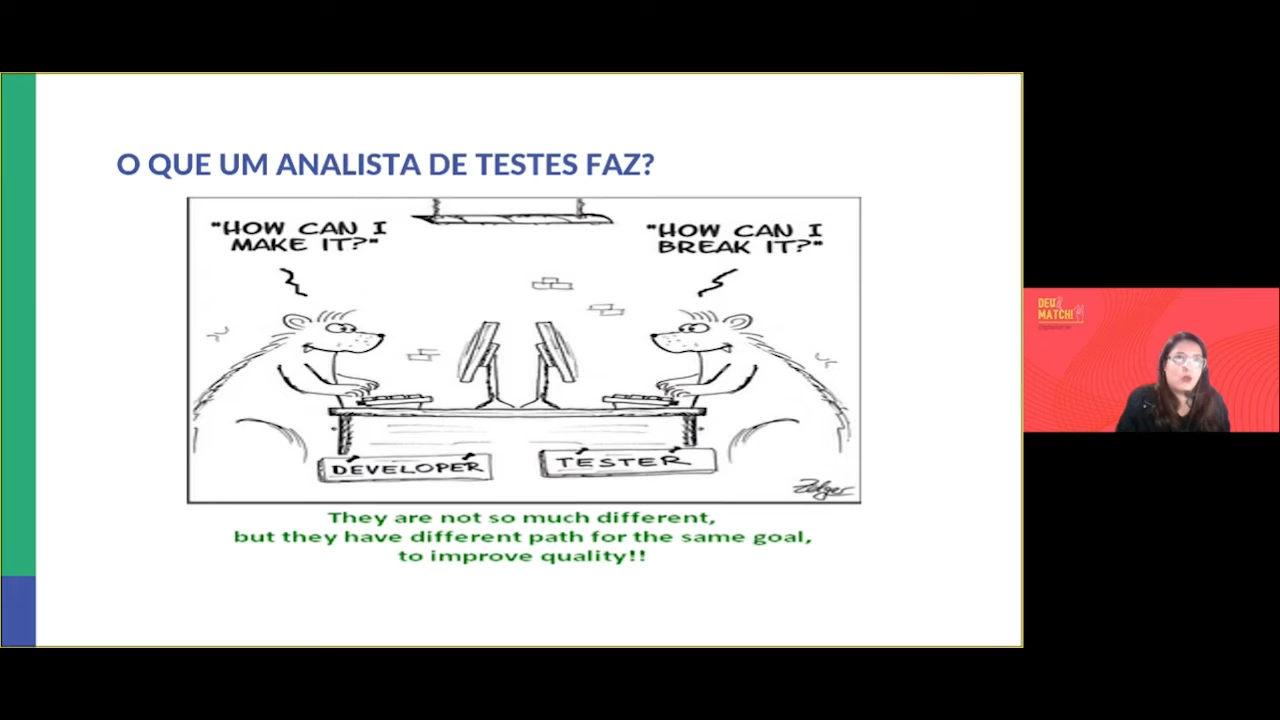 O QUE UM ANALISTA DE TESTES FAZ?
"HOW CAN I
MAKE IT?"
"HOW CAN I
BREAK IT?"
DEVELOPER
TESTER
They are not so much different,
but they have different path for the same goal,
to improve quality!!
DEU
MATCH!